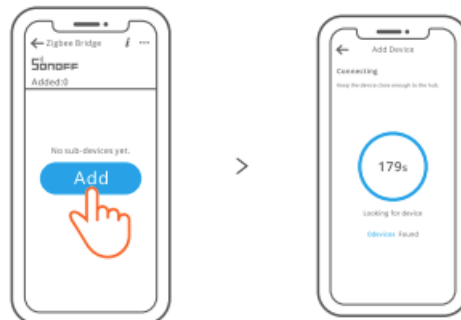 Zigbee Bridge i ...
SONOFF
Added:0
No sub-devices yet.
Add
>
Add Device
Connecting
Keep the device close enough to the hub.
179s
Looking for device
0devices Found